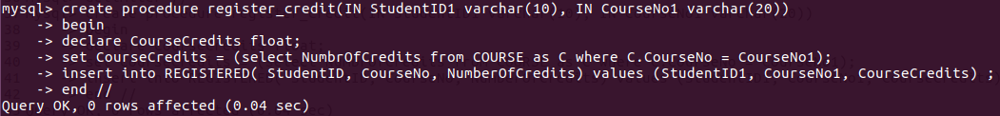 mysql> create procedure register_credit(IN StudentID1 varchar(10), IN CourseNo1 varchar(20))
-> begin
-> declare CourseCredits float;
-> set CourseCredits = (select NumbrOfCredits from COURSE as C where C.CourseNo = CourseNo1);
-> insert into REGISTERED( StudentID, CourseNo, NumberOfCredits) values (StudentID1, CourseNo1, CourseCredits) ;
-> end //
Query OK, 0 rows affected (0.04 sec)